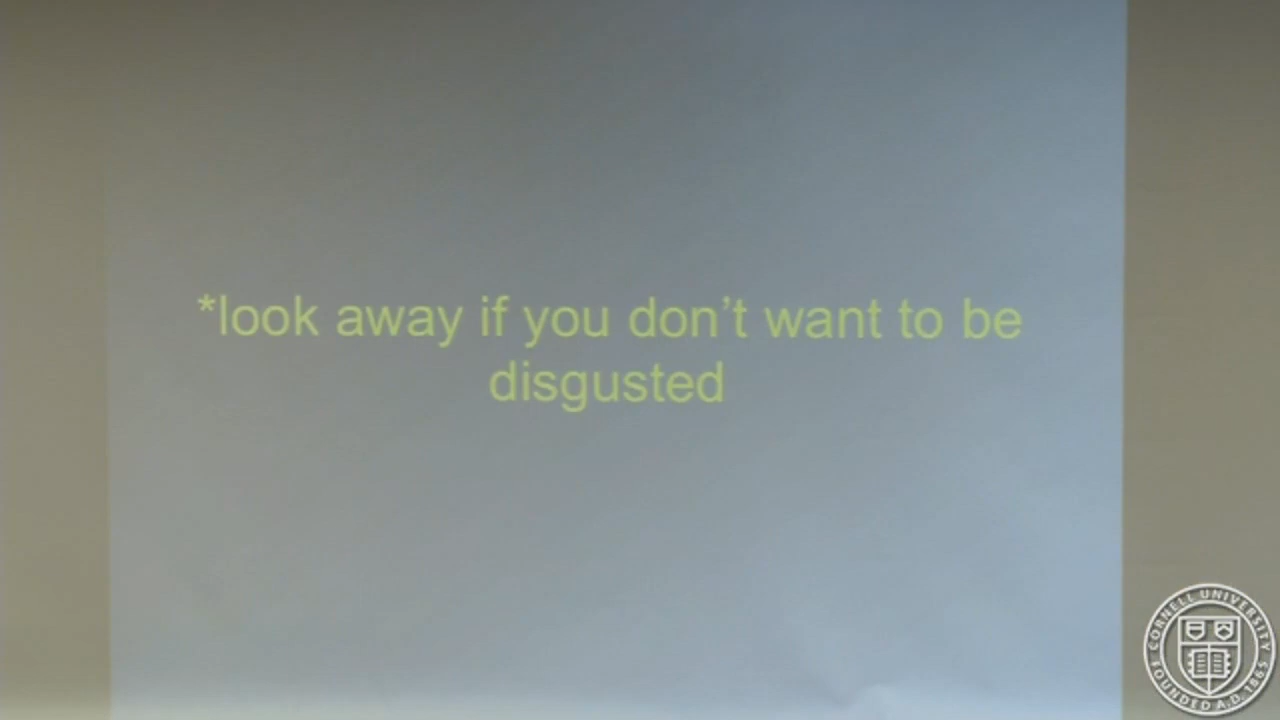 *look away if you don't want to be
disgusted
CORNELL UNIVERSITY
FOUNDED A.D. 1865